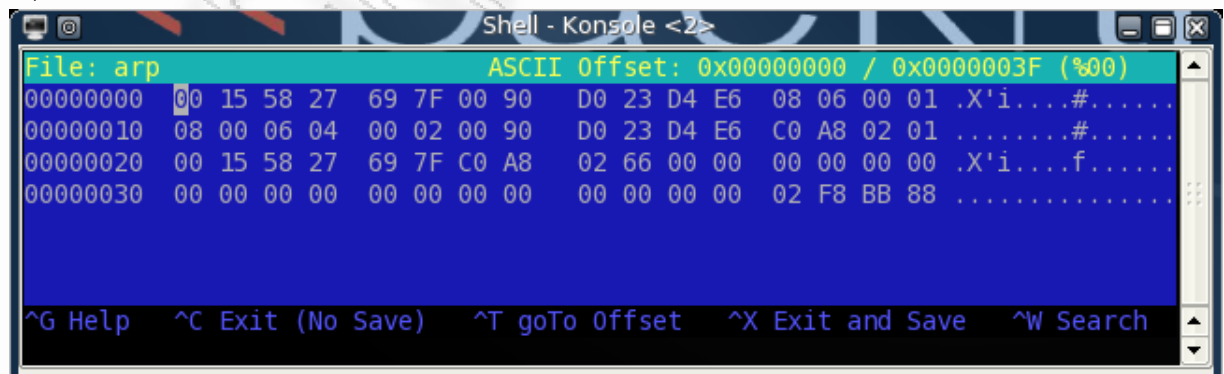 Shell - Konsole <2>
File: arp ASCII Offset: 0x00000000 / 0x0000003F (%00)
00000000 00 15 58 27 69 7F 00 90 D0 23 D4 E6 08 06 00 01 .X'i....#......
00000010 08 00 06 04 00 02 00 90 D0 23 D4 E6 C0 A8 02 01 ........#......
00000020 00 15 58 27 69 7F C0 A8 02 66 00 00 00 00 00 00 .X'i....f......
00000030 00 00 00 00 00 00 00 00 00 00 00 00 02 F8 BB 88 ...............
^G Help ^C Exit (No Save) ^T goTo Offset ^X Exit and Save ^W Search